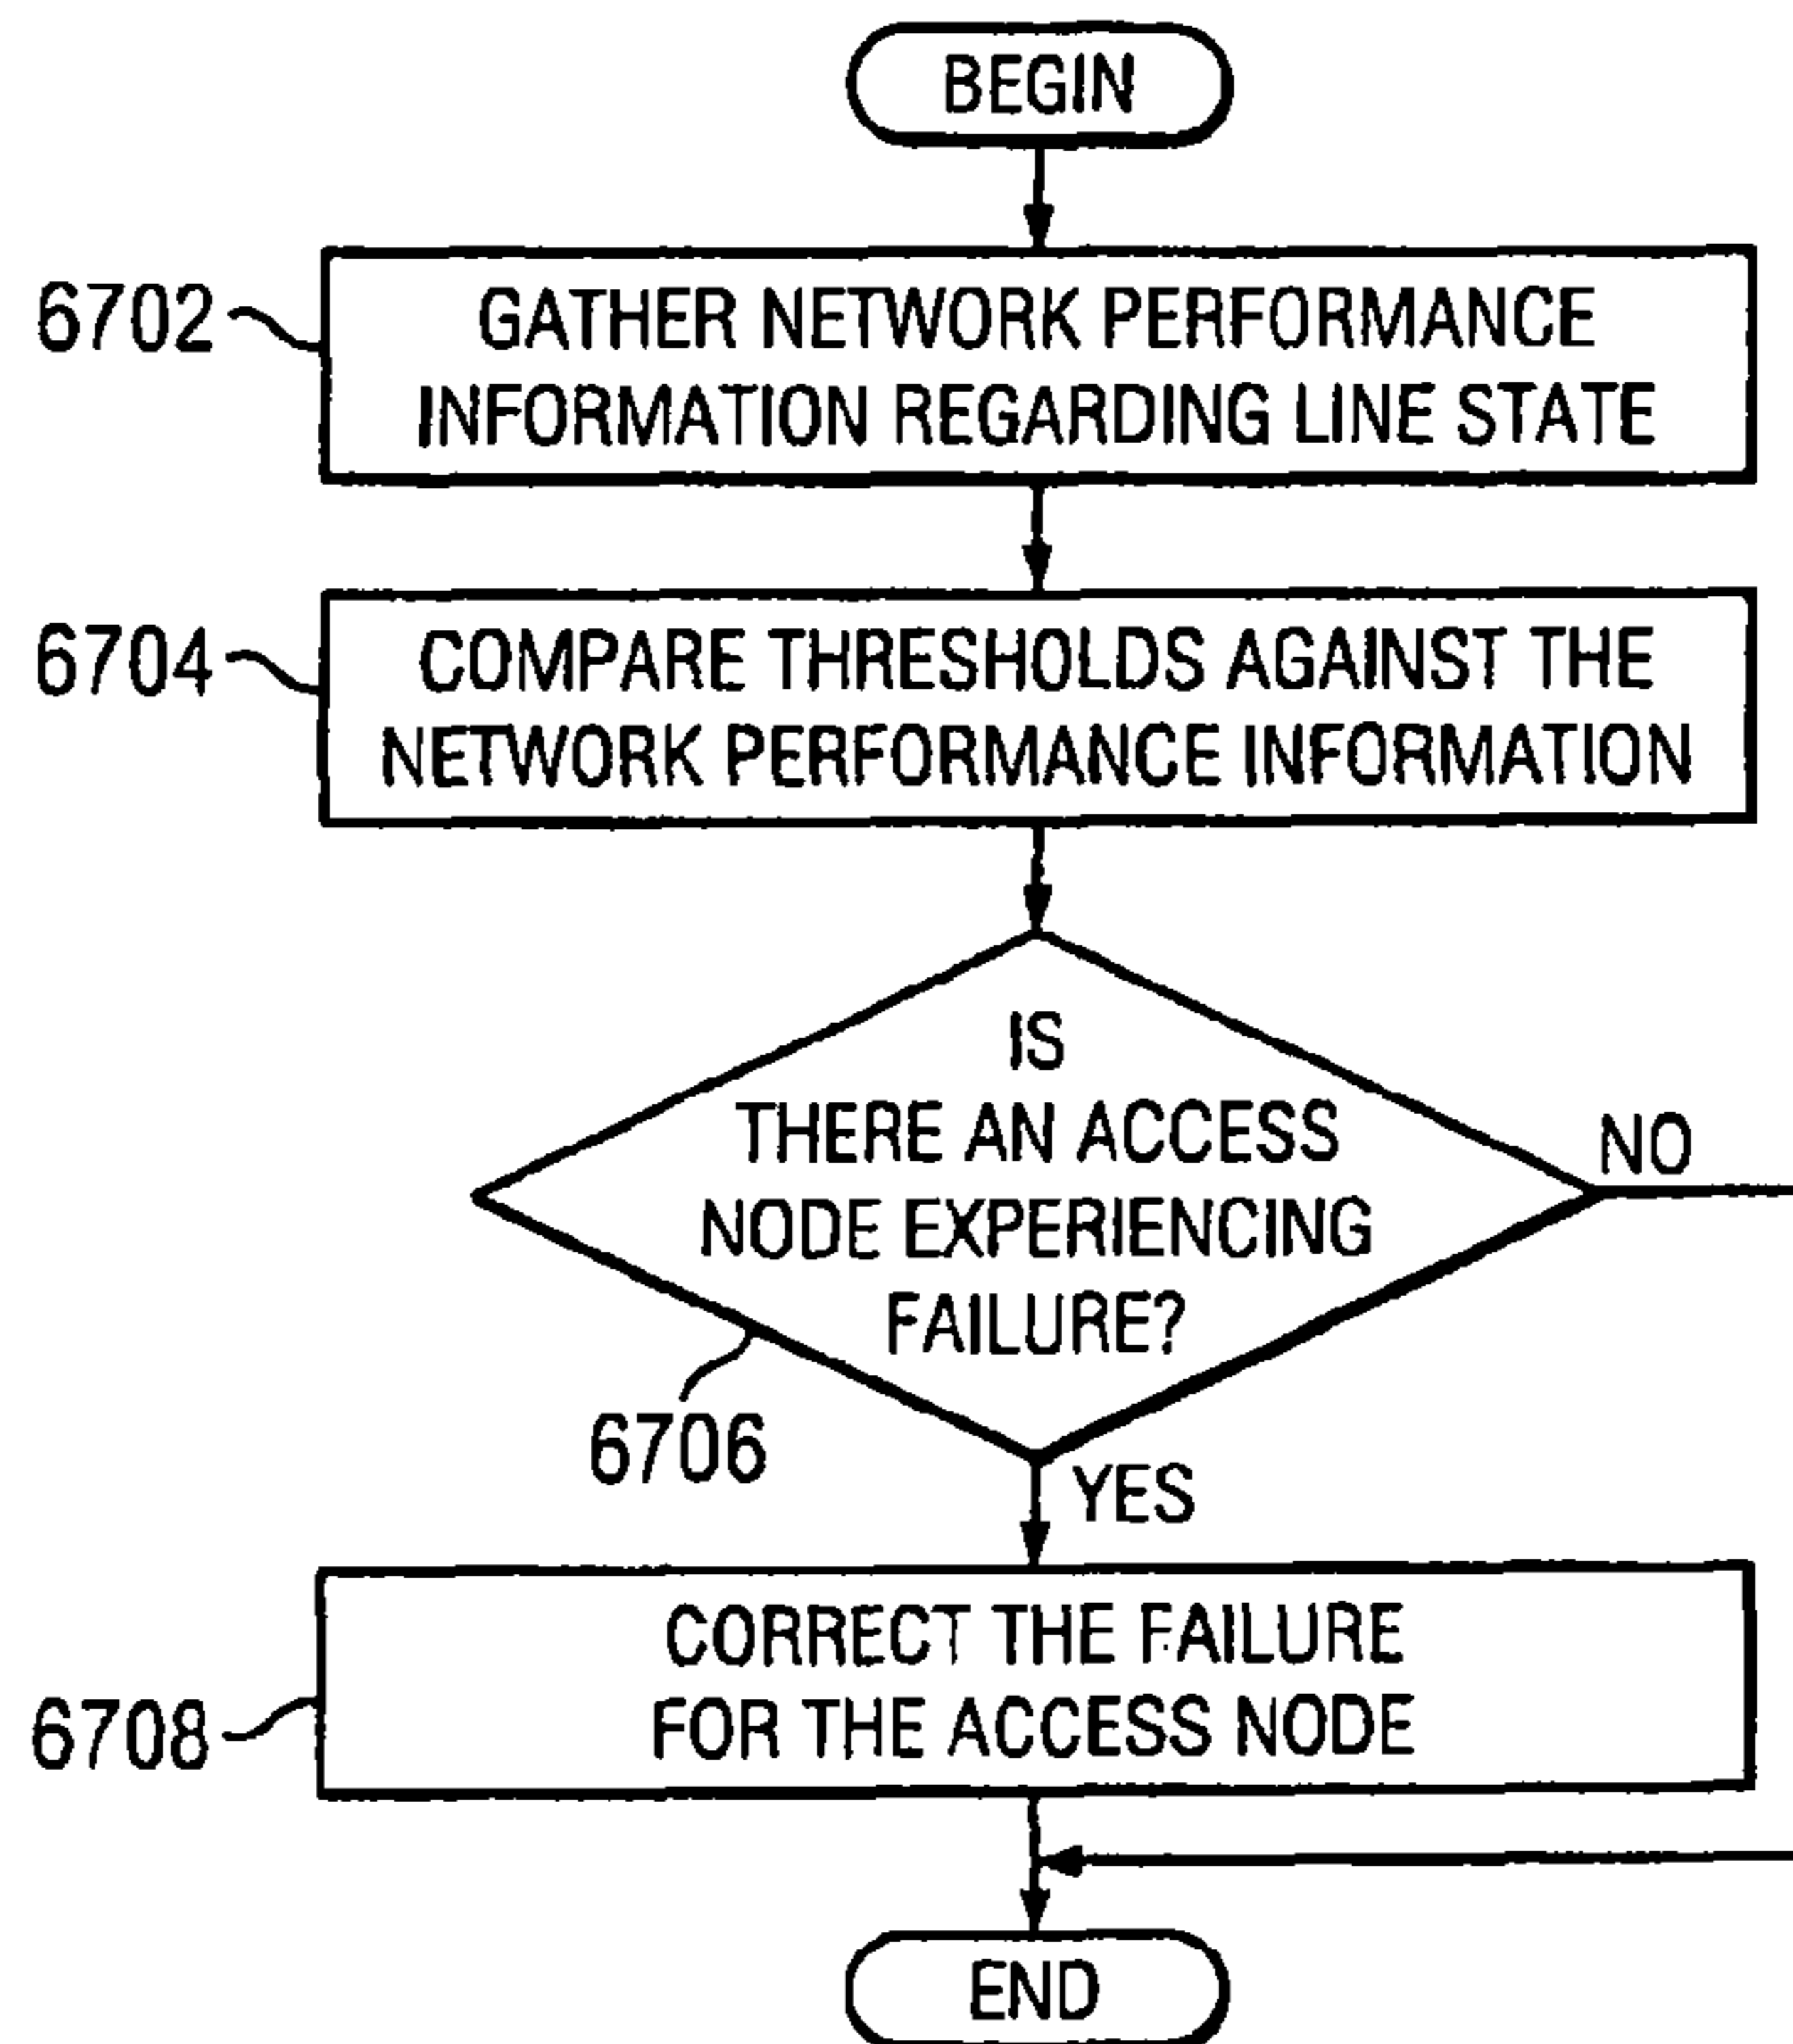 BEGIN
6702
GATHER NETWORK PERFORMANCE
INFORMATION REGARDING LINE STATE
6704
COMPARE THRESHOLDS AGAINST THE
NETWORK PERFORMANCE INFORMATION
IS
THERE AN ACCESS
NODE EXPERIENCING
FAILURE?
NO
6706
YES
6708
CORRECT THE FAILURE
FOR THE ACCESS NODE
END